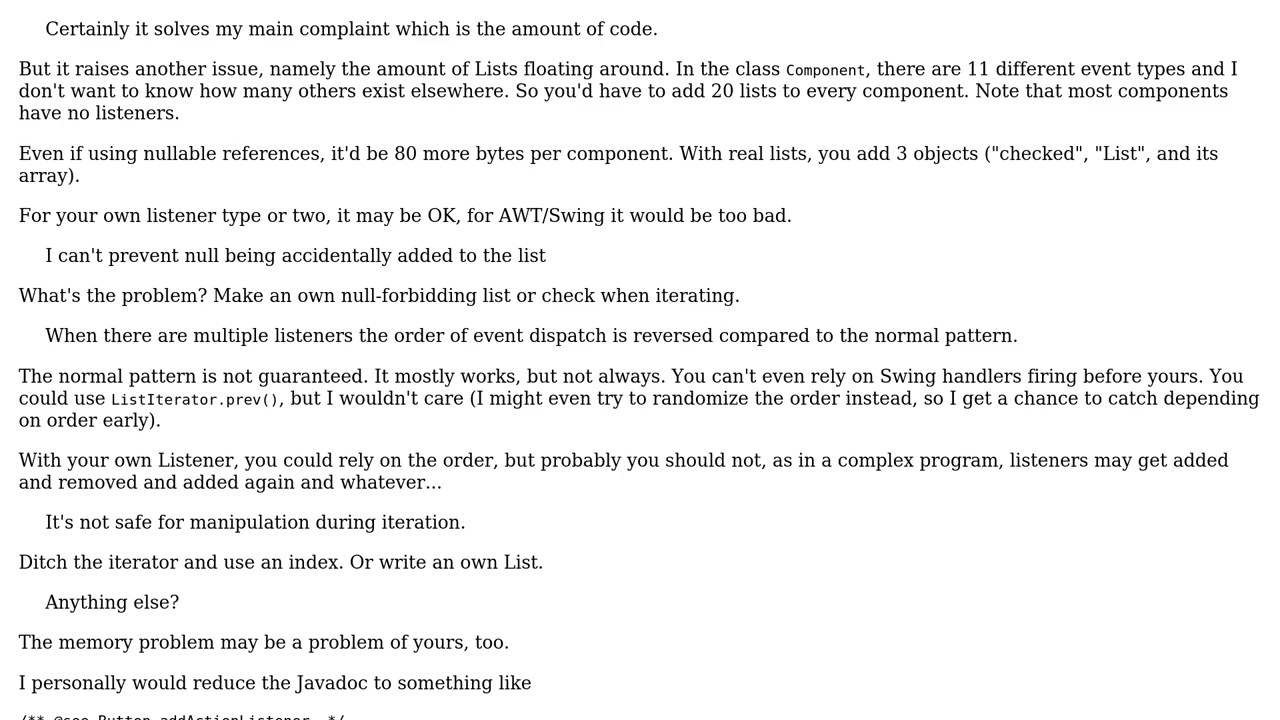 Certainly it solves my main complaint which is the amount of code.
But it raises another issue, namely the amount of Lists floating around. In the class Component, there are 11 different event types and I
don't want to know how many others exist elsewhere. So you'd have to add 20 lists to every component. Note that most components
have no listeners.
Even if using nullable references, it'd be 80 more bytes per component. With real lists, you add 3 objects ("checked", "List", and its
array).
For your own listener type or two, it may be OK, for AWT/Swing it would be too bad.
I can't prevent null being accidentally added to the list
What's the problem? Make an own null-forbidding list or check when iterating.
When there are multiple listeners the order of event dispatch is reversed compared to the normal pattern.
The normal pattern is not guaranteed. It mostly works, but not always. You can't even rely on Swing handlers firing before yours. You
could use ListIterator.prev(), but I wouldn't care (I might even try to randomize the order instead, so I get a chance to catch depending
on order early).
With your own Listener, you could rely on the order, but probably you should not, as in a complex program, listeners may get added
and removed and added again and whatever...
It's not safe for manipulation during iteration.
Ditch the iterator and use an index. Or write an own List.
Anything else?
The memory problem may be a problem of yours, too.
I personally would reduce the Javadoc to something like